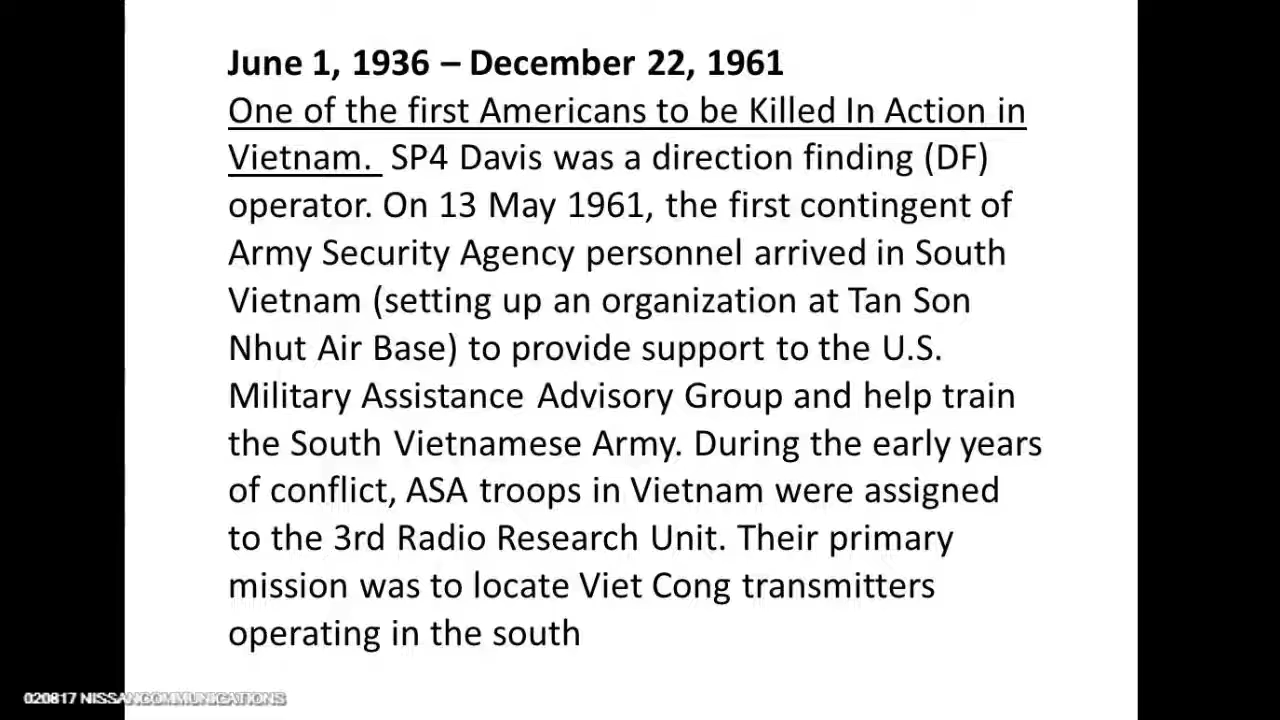 June 1, 1936 – December 22, 1961
One of the first Americans to be Killed In Action in
Vietnam. SP4 Davis was a direction finding (DF)
operator. On 13 May 1961, the first contingent of
Army Security Agency personnel arrived in South
Vietnam (setting up an organization at Tan Son
Nhut Air Base) to provide support to the U.S.
Military Assistance Advisory Group and help train
the South Vietnamese Army. During the early years
of conflict, ASA troops in Vietnam were assigned
to the 3rd Radio Research Unit. Their primary
mission was to locate Viet Cong transmitters
operating in the south
020817 NISSANCOMMUNICATIONS